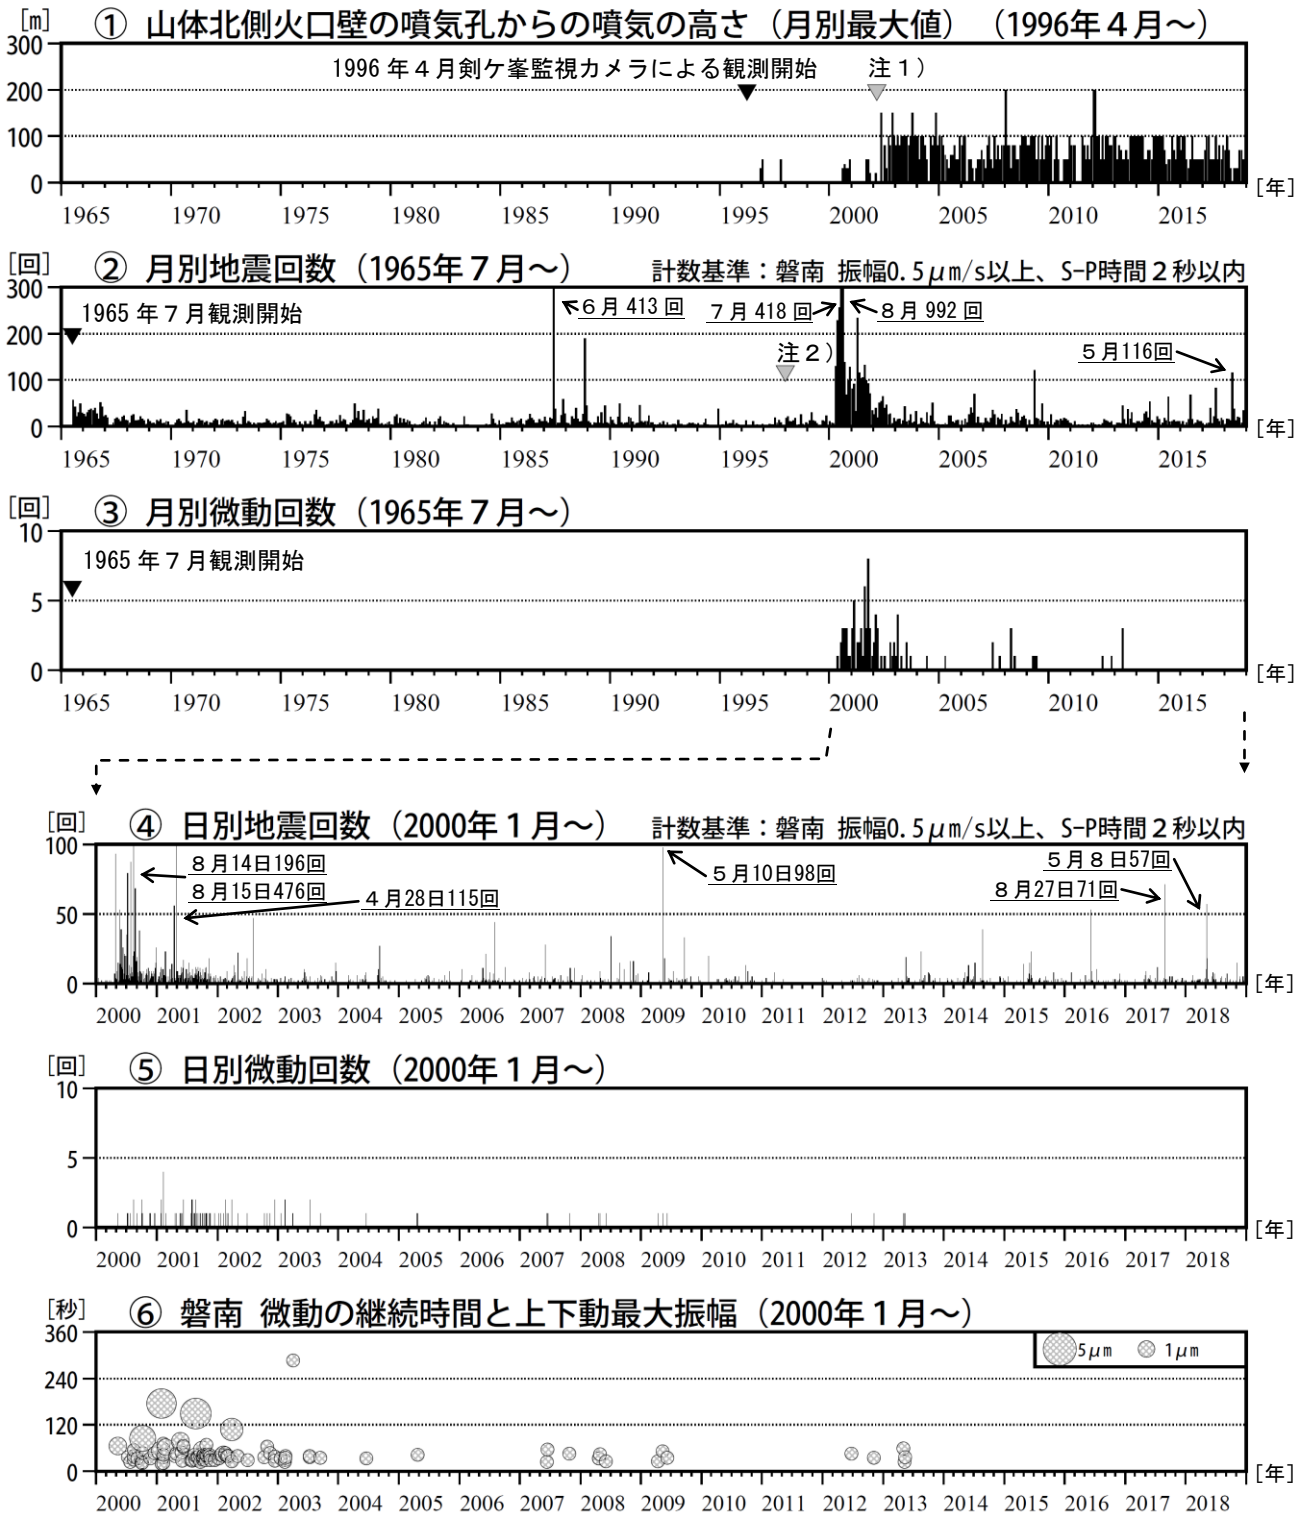 [m] ① 山体北側火口壁の噴気孔からの噴気の高さ（月別最大値）（1996年４月～）
300
1996年４月剣ケ峯監視カメラによる観測開始 注１）
200
100
0
[年]
1965 1970 1975 1980 1985 1990 1995 2000 2005 2010 2015
[回] ② 月別地震回数（1965年７月～） 計数基準：磐南 振幅0.5μm/s以上、S-P時間２秒以内
300
1965年７月観測開始 ６月 413 回 ７月 418 回 ８月 992 回
200
注２） ５月116回
100
0
[年]
1965 1970 1975 1980 1985 1990 1995 2000 2005 2010 2015
[回] ③ 月別微動回数（1965年７月～）
10
1965年７月観測開始
5
0
[年]
1965 1970 1975 1980 1985 1990 1995 2000 2005 2010 2015
[回] ④ 日別地震回数（2000年１月～） 計数基準：磐南 振幅0.5μm/s以上、S-P時間２秒以内
100
８月14日196回 ５月10日98回 ５月８日57回
８月15日476回 ４月28日115回 ８月27日71回
50
0
[年]
2000 2001 2002 2003 2004 2005 2006 2007 2008 2009 2010 2011 2012 2013 2014 2015 2016 2017 2018
[回] ⑤ 日別微動回数（2000年１月～）
10
5
0
[年]
2000 2001 2002 2003 2004 2005 2006 2007 2008 2009 2010 2011 2012 2013 2014 2015 2016 2017 2018
[秒] ⑥ 磐南 微動の継続時間と上下動最大振幅（2000年１月～）
360
5μm 1μm
240
120
0
[年]
2000 2001 2002 2003 2004 2005 2006 2007 2008 2009 2010 2011 2012 2013 2014 2015 2016 2017 2018